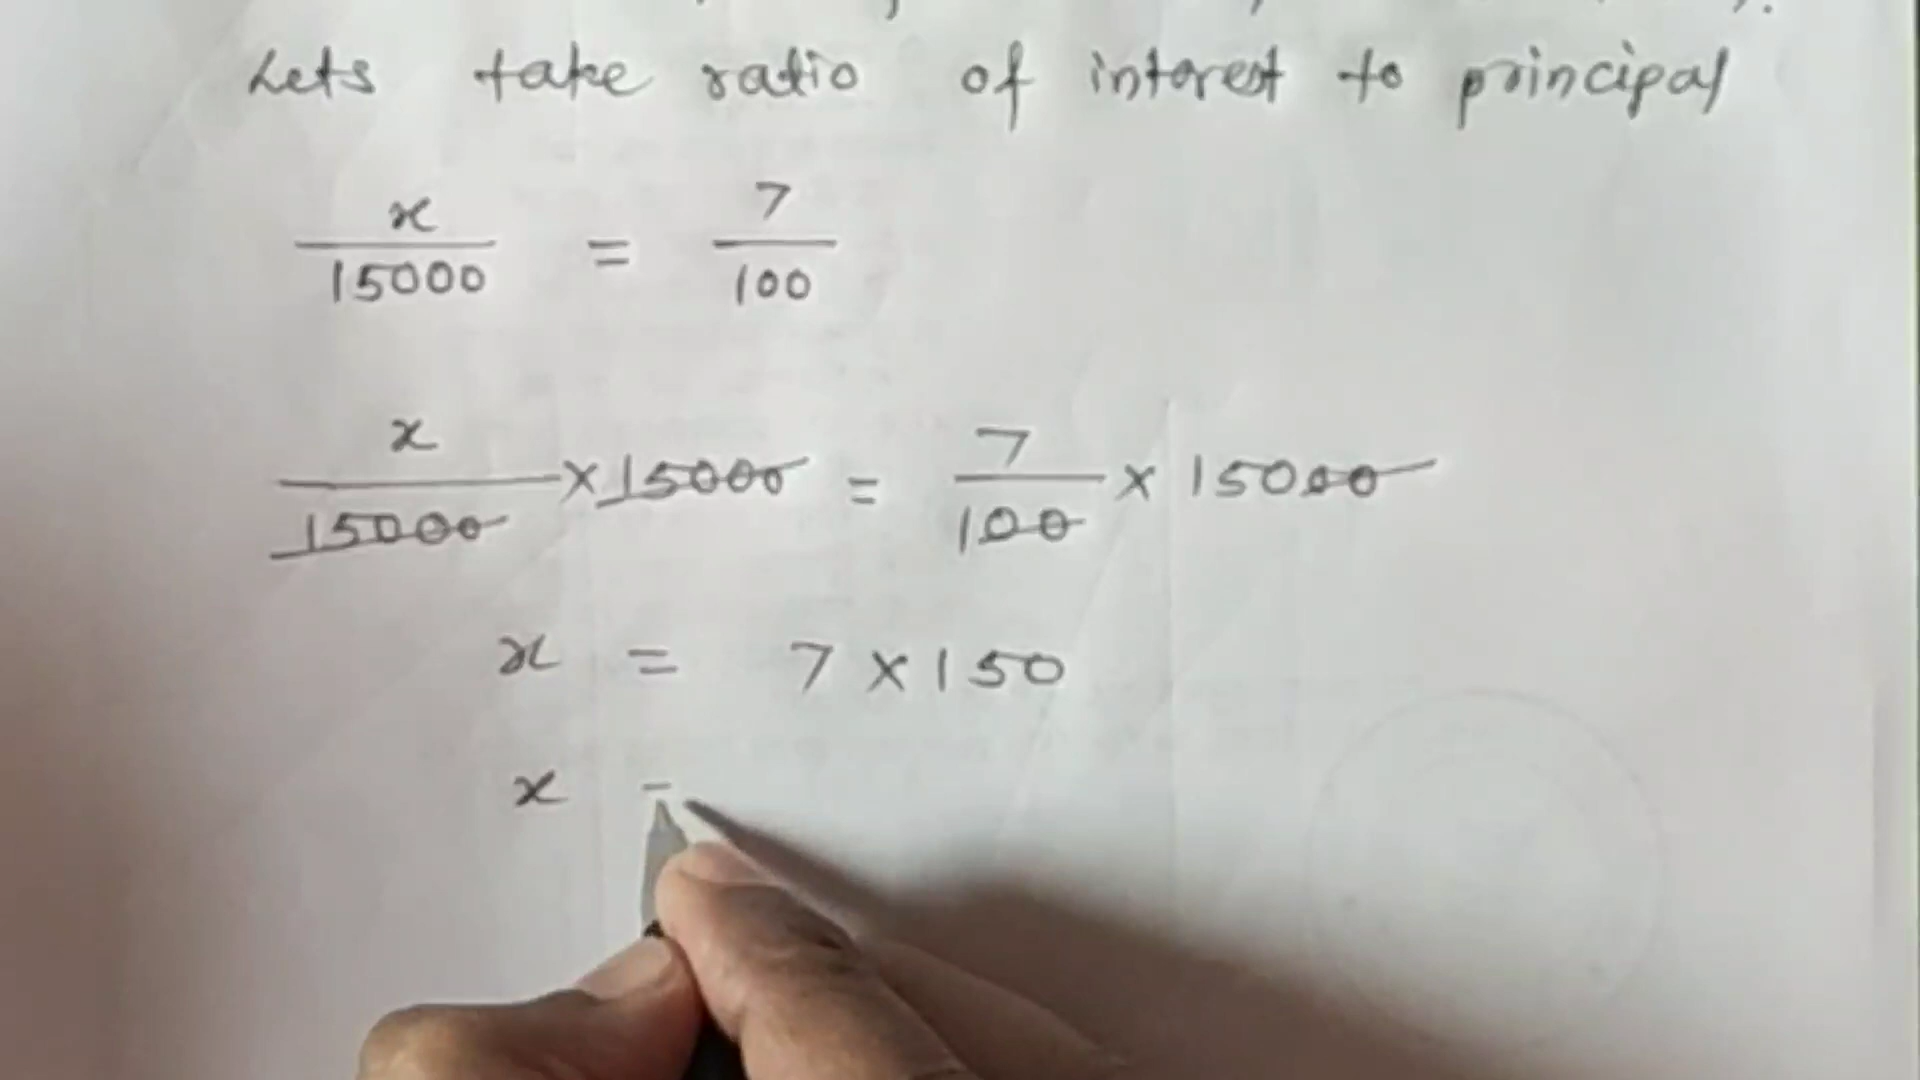 Lets take ratio of interest to principal
x/15000 = 7/100
x/15000 × 15000 = 7/100 × 15000
x = 7 × 150
x =